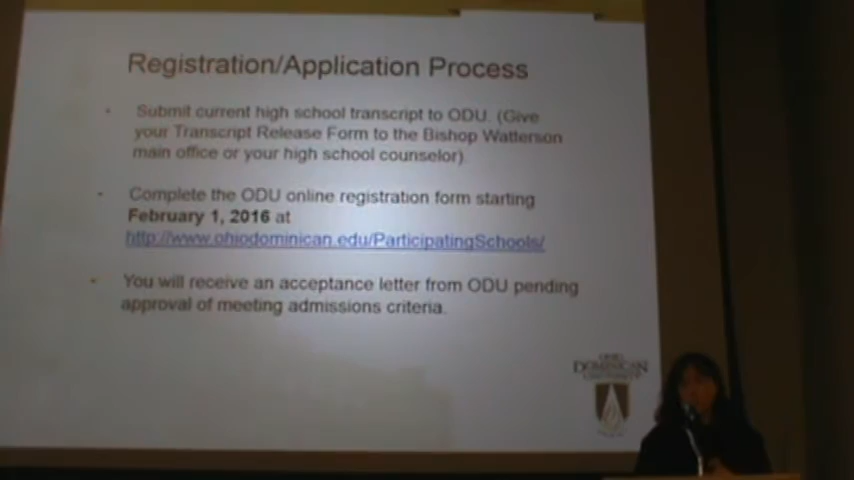 Registration/Application Process
Submit current high school transcript to ODU. (Give
your Transcript Release Form to the Bishop Watterson
main office or your high school counselor).
Complete the ODU online registration form starting
February 1, 2016 at
http://www.ohiodominican.edu/ParticipatingSchools/
You will receive an acceptance letter from ODU pending
approval of meeting admissions criteria.
OHIO
DOMINICAN
UNIVERSITY